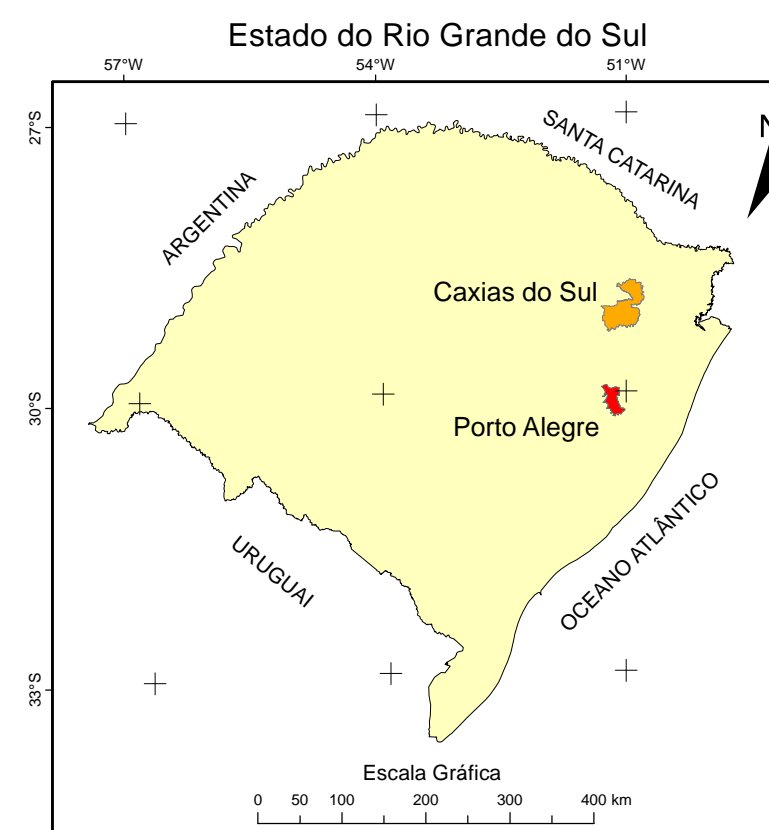 Estado do Rio Grande do Sul
57°W 54°W 51°W
27°S
SANTA CATARINA
N
ARGENTINA
Caxias do Sul
30°S
Porto Alegre
OCEANO ATLÂNTICO
URUGUAI
33°S
Escala Gráfica
0 50 100 200 300 400 km